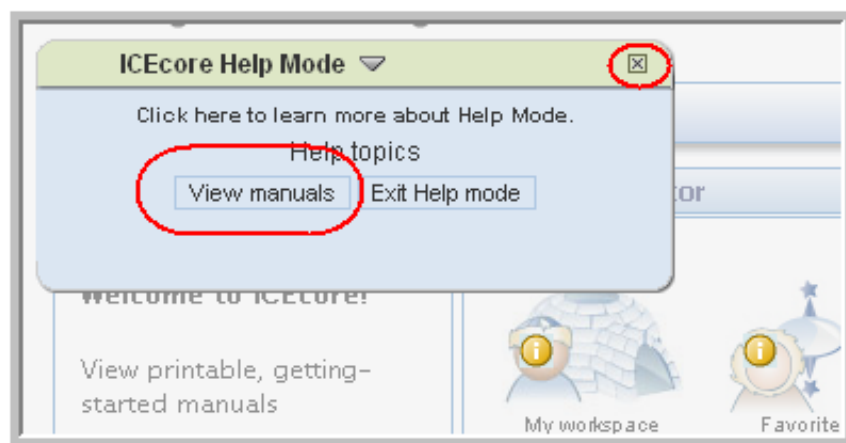 ICEcore Help Mode
Click here to learn more about Help Mode.
Help topics
View manuals Exit Help mode
or
Welcome to ICEcore!
View printable, getting-
started manuals
My workspace Favorite